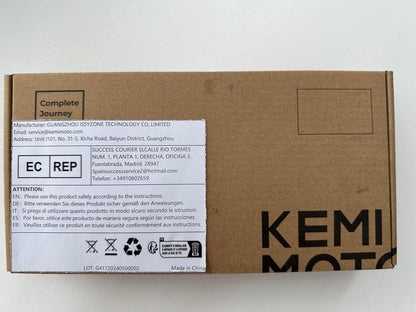 Complete
Journey
Manufacturer: GUANGZHOU ISSYZONE TECHNOLOGY CO.,LIMITED
Email: service@kemimoto.com
Address: Unit.J101, No. 31-5, Xicha Road, Baiyun District, Guangzhou
EC REP
SUCCESS COURIER SLCALLE RIO TORMES
NUM. 1, PLANTA 1, DERECHA, OFICINA 3,
Fuenlabrada, Madrid, 28947
Spainsuccessservice2@hotmail.com
Telefon: +34910602659
ATTENTION:
EN: Please use this product safely according to the instructions.
DE: Bitte verwenden Sie dieses Produkt sicher gemäß den Anweisungen.
IT: Si prega di utilizzare questo prodotto in modo sicuro secondo le istruzioni.
ES: Por favor, utilice este producto de manera segura según las instrucciones.
FR: Veuillez utiliser ce produit en toute sécurité conformément aux instructions.
LOT: G41720240500002 Made in China
KEMI
MOTO